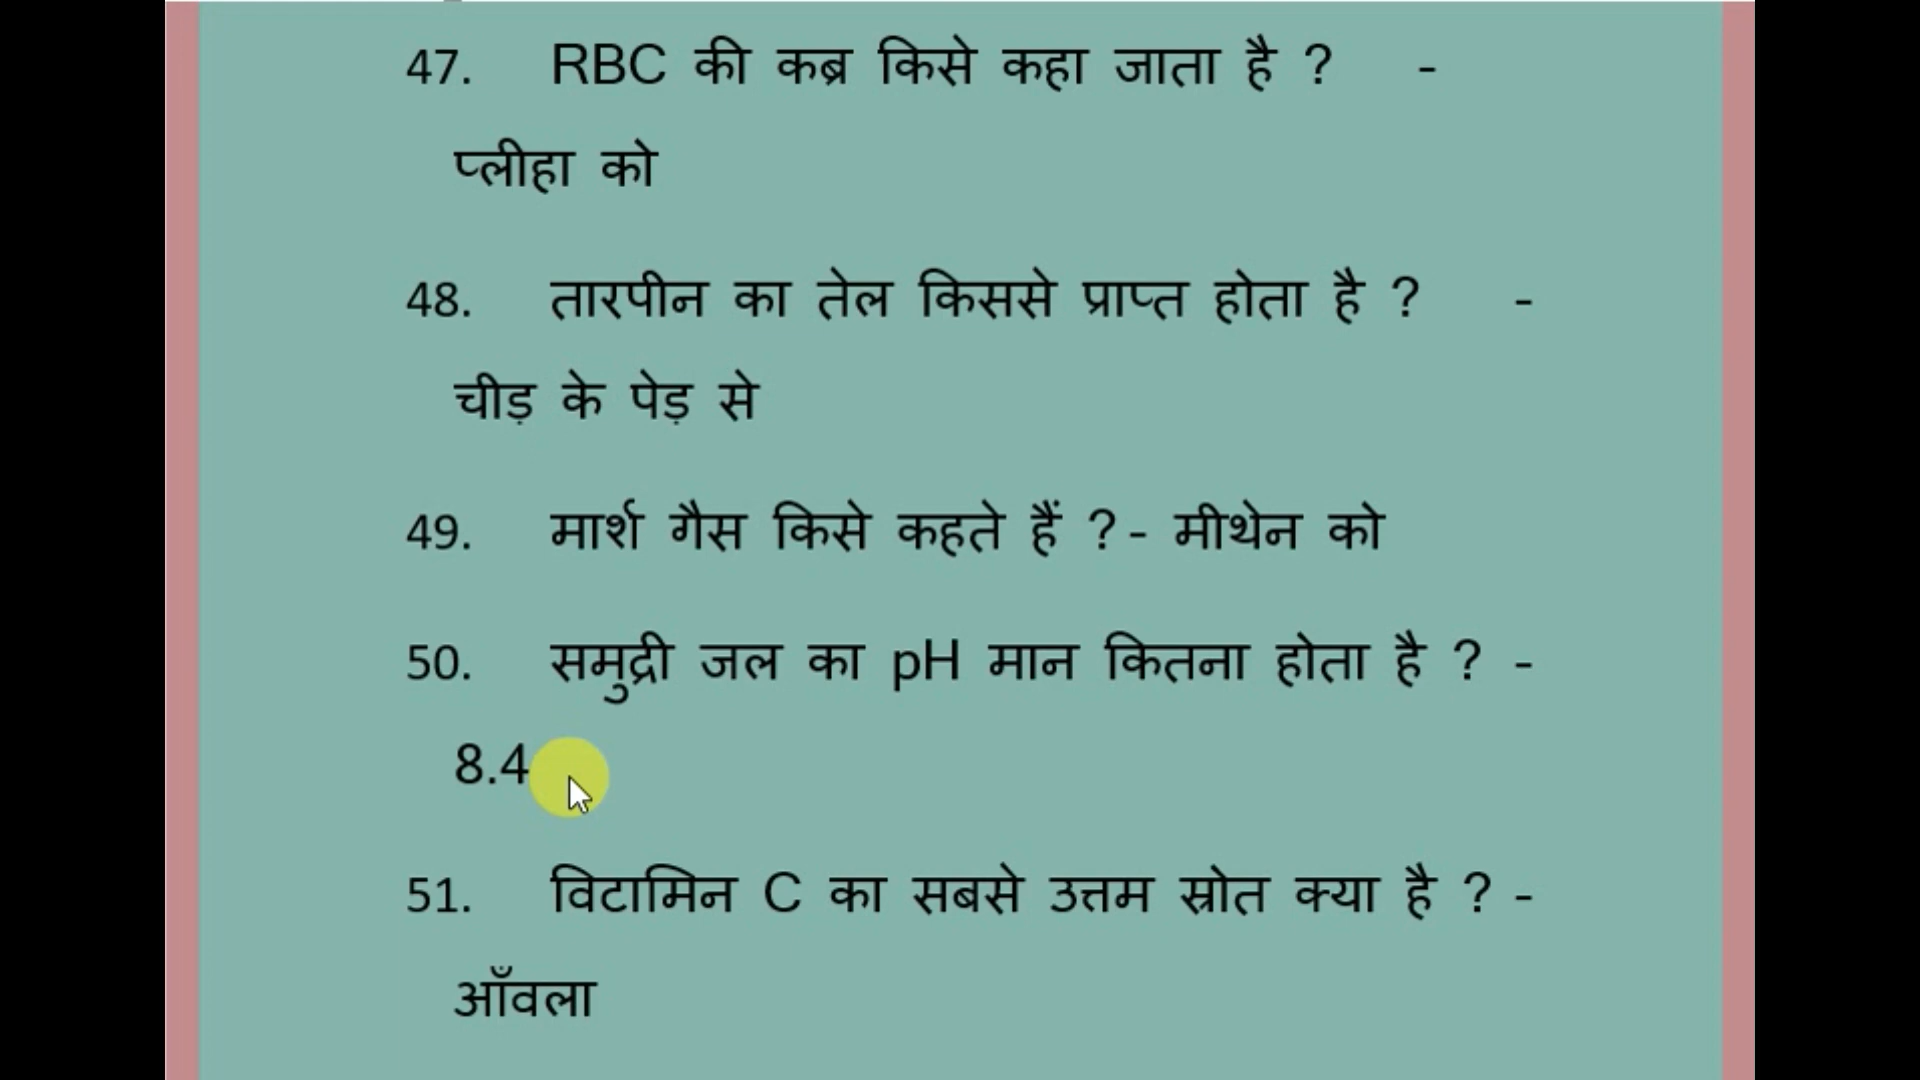 47. RBC की कब्र किसे कहा जाता है ? -
प्लीहा को
48. तारपीन का तेल किससे प्राप्त होता है ? -
चीड़ के पेड़ से
49. मार्श गैस किसे कहते हैं ? - मीथेन को
50. समुद्री जल का pH मान कितना होता है ? -
8.4
51. विटामिन C का सबसे उत्तम स्रोत क्या है ? -
आँवला